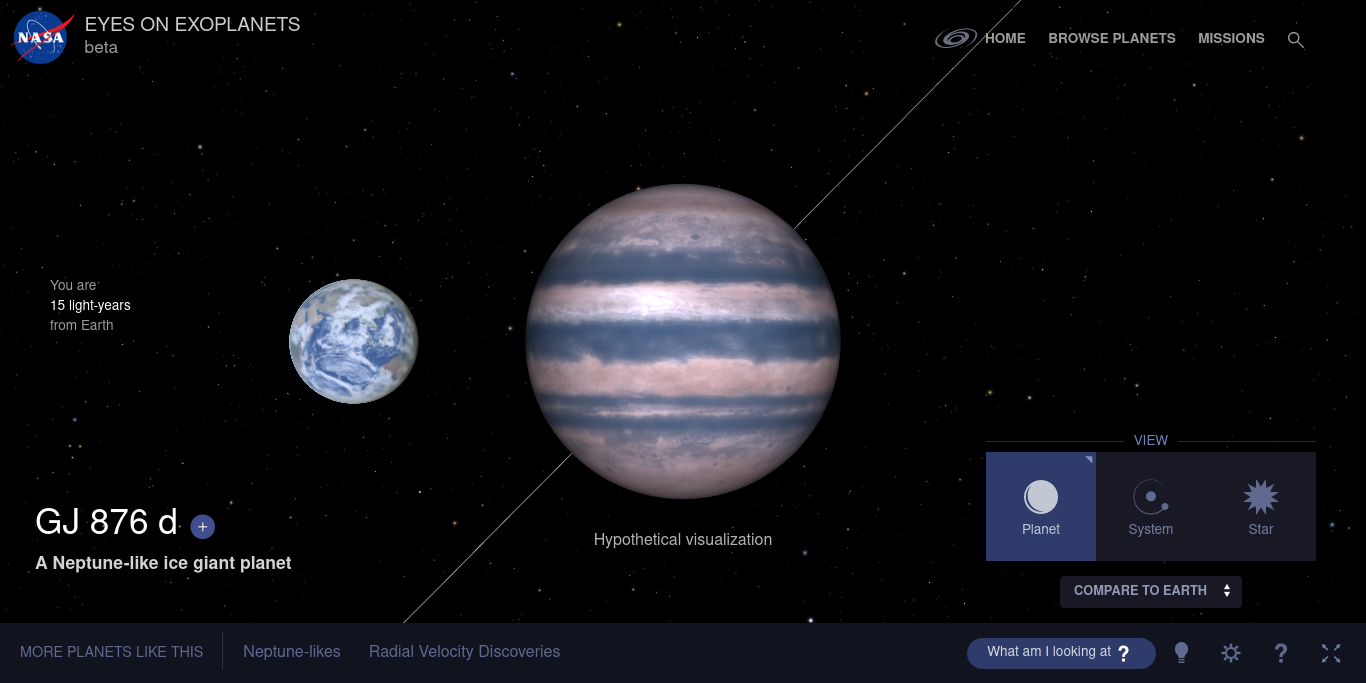 NASA
EYES ON EXOPLANETS
beta
HOME
BROWSE PLANETS
MISSIONS
You are
15 light-years
from Earth
GJ 876 d +
A Neptune-like ice giant planet
Hypothetical visualization
VIEW
Planet
System
Star
COMPARE TO EARTH
MORE PLANETS LIKE THIS
Neptune-likes
Radial Velocity Discoveries
What am I looking at ?
?